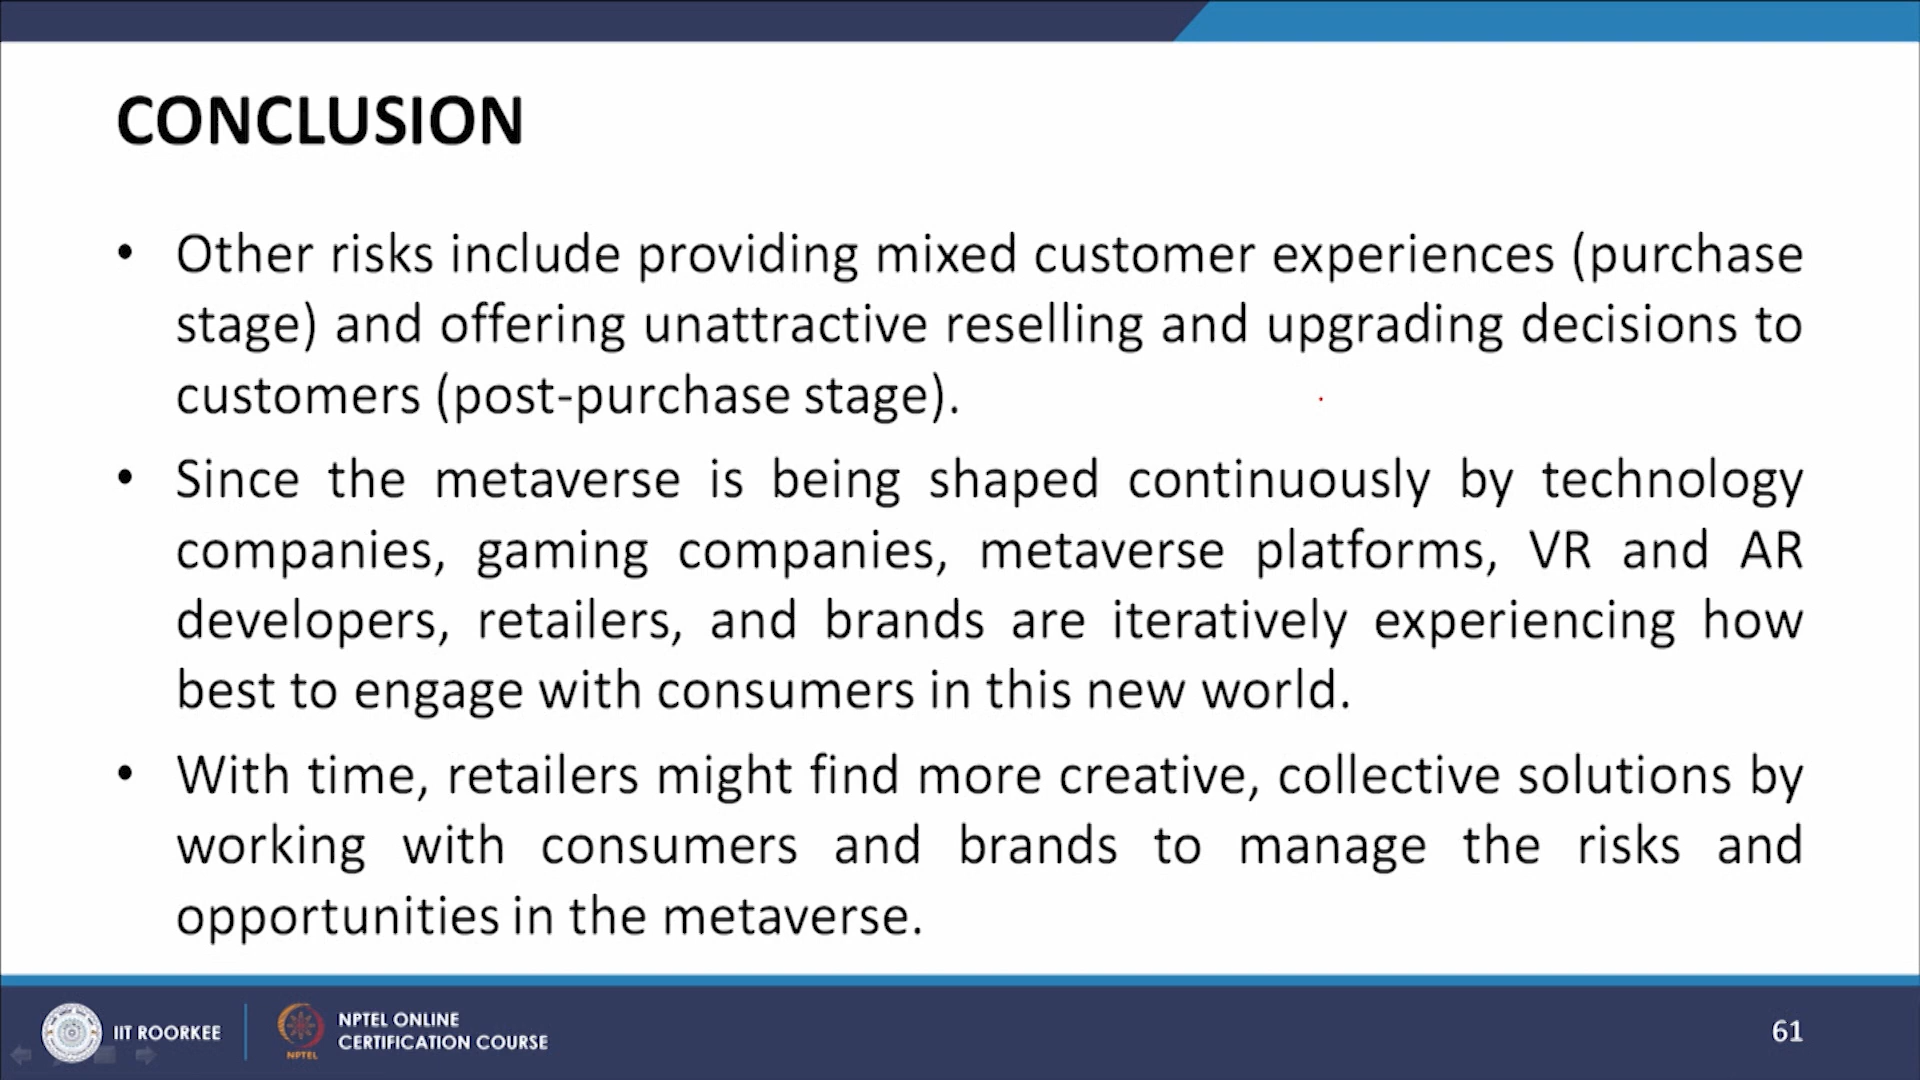 CONCLUSION
• Other risks include providing mixed customer experiences (purchase
stage) and offering unattractive reselling and upgrading decisions to
customers (post-purchase stage).
• Since the metaverse is being shaped continuously by technology
companies, gaming companies, metaverse platforms, VR and AR
developers, retailers, and brands are iteratively experiencing how
best to engage with consumers in this new world.
• With time, retailers might find more creative, collective solutions by
working with consumers and brands to manage the risks and
opportunities in the metaverse.
IIT ROORKEE
NPTEL
NPTEL ONLINE
CERTIFICATION COURSE
61